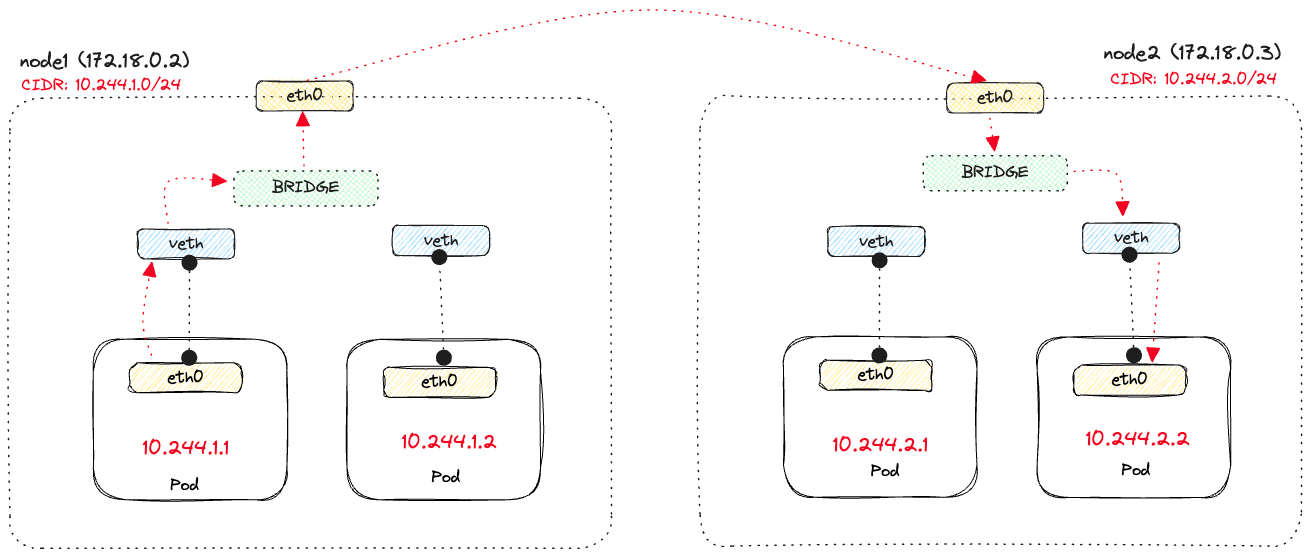 node1 (172.18.0.2)
CIDR: 10.244.1.0/24
eth0
BRIDGE
veth
veth
eth0
10.244.1.1
Pod
eth0
10.244.1.2
Pod
node2 (172.18.0.3)
CIDR: 10.244.2.0/24
eth0
BRIDGE
veth
veth
eth0
10.244.2.1
Pod
eth0
10.244.2.2
Pod